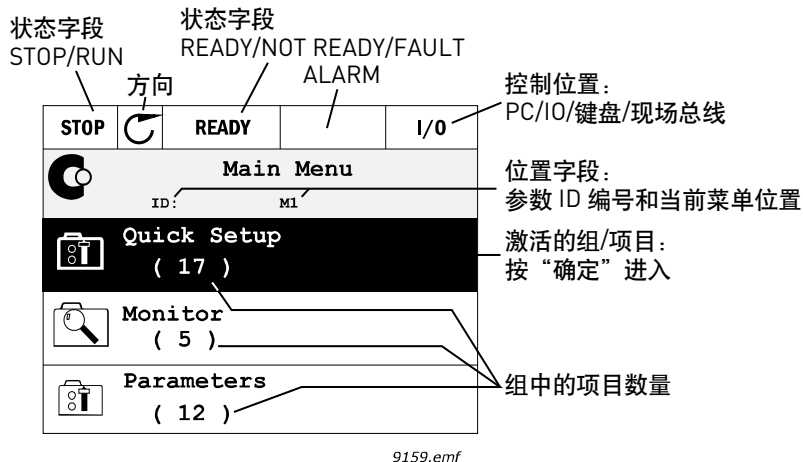 状态字段
STOP/RUN
状态字段
READY/NOT READY/FAULT
ALARM
方向
控制位置：
PC/IO/键盘/现场总线
STOP
READY
I/O
Main Menu
ID:
M1
位置字段：
参数 ID 编号和当前菜单位置
Quick Setup
( 17 )
激活的组/项目：
按“确定”进入
Monitor
( 5 )
Parameters
( 12 )
组中的项目数量
9159.emf